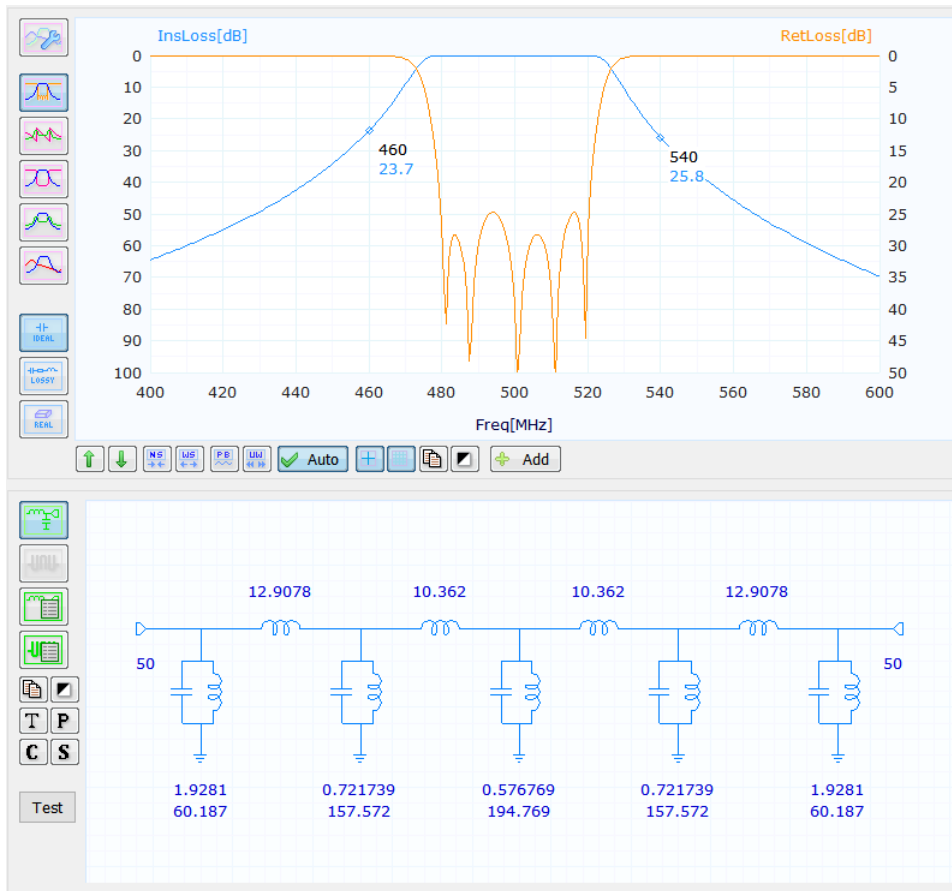 InsLoss[dB] RetLoss[dB]
0 0
10 5
20 10
30 15
40 20
50 25
60 30
70 35
80 40
90 45
100 50
460
23.7
540
25.8
400 420 440 460 480 500 520 540 560 580 600
Freq[MHz]
IDEAL
LOSSY
REAL
NS WS PB UW Auto Add
12.9078 10.362 10.362 12.9078
50 50
1.9281 0.721739 0.576769 0.721739 1.9281
60.187 157.572 194.769 157.572 60.187
T P
C S
Test